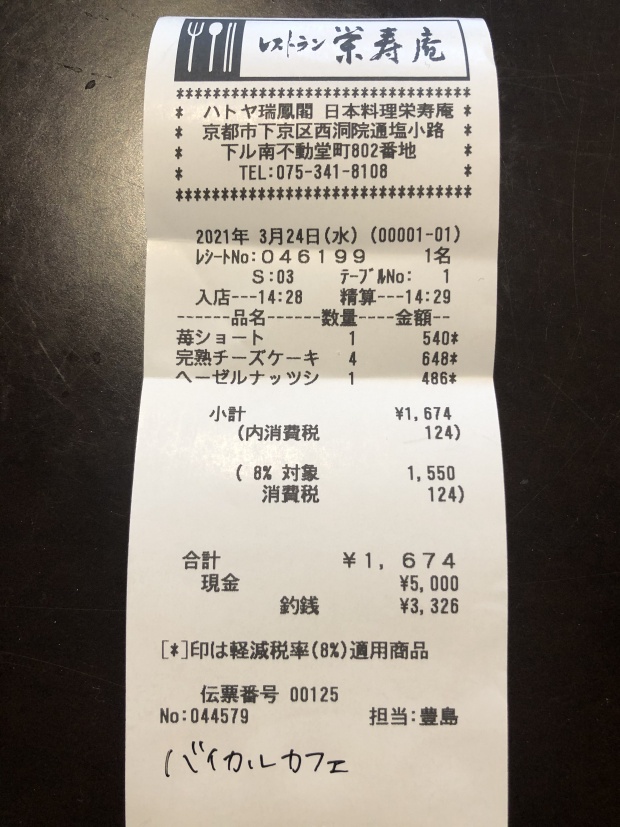 レストラン 栄寿庵
********************************
* ハトヤ瑞鳳閣 日本料理栄寿庵 *
* 京都市下京区西洞院通塩小路 *
* 下ル南不動堂町802番地 *
* TEL:075-341-8108 *
********************************
2021年 3月24日(水) (00001-01)
ﾚｼｰﾄNo:046199 1名
S:03 ﾃｰﾌﾞﾙNo: 1
入店---14:28 精算---14:29
------品名------数量----金額--
苺ショート 1 540*
完熟チーズケーキ 4 648*
ヘーゼルナッツシ 1 486*
小計 ¥1,674
(内消費税 124)
( 8% 対象 1,550
消費税 124)
合計 ¥1,674
現金 ¥5,000
釣銭 ¥3,326
[*]印は軽減税率(8%)適用商品
伝票番号 00125
No:044579 担当:豊島
バイカルカフェ